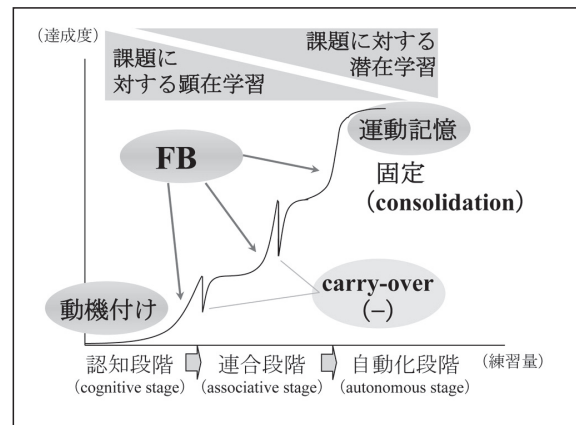 （達成度）
課題に
対する顕在学習
課題に対する
潜在学習
FB
運動記憶
固定
（consolidation）
動機付け
carry-over
(−)
認知段階
(cognitive stage)
連合段階
(associative stage)
自動化段階
(autonomous stage)
（練習量）